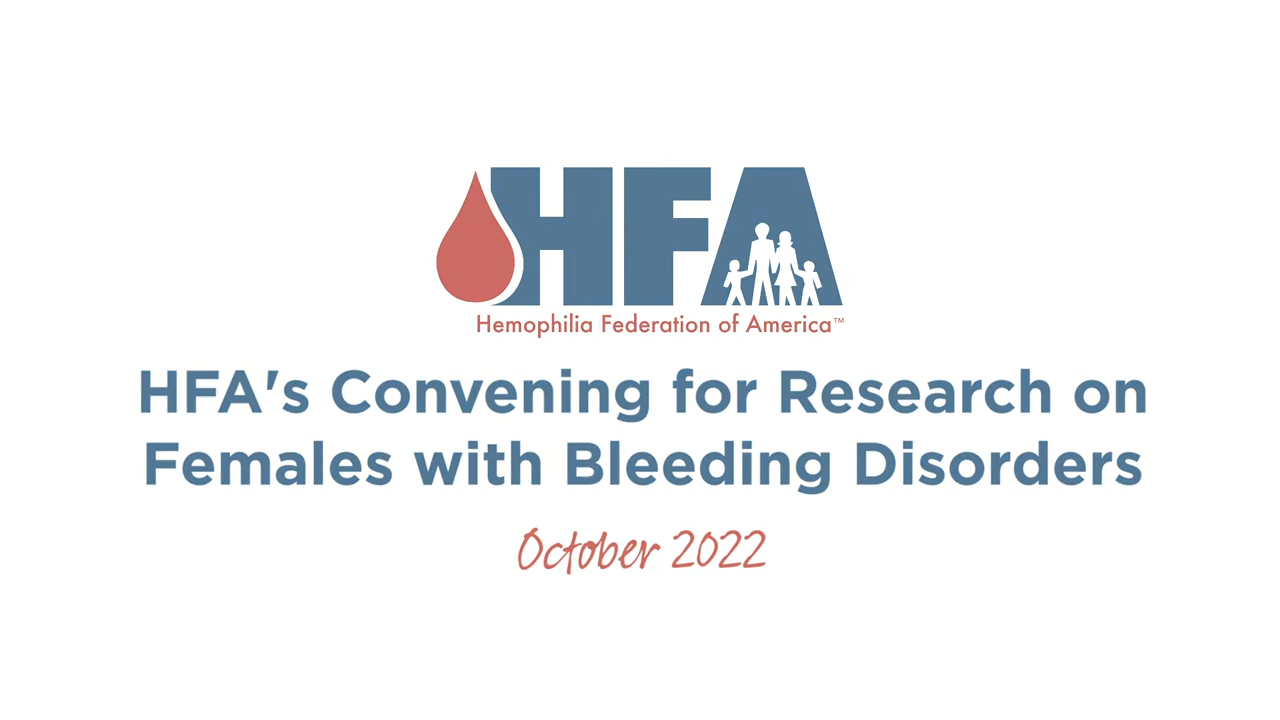 HFA
Hemophilia Federation of America™
HFA's Convening for Research on
Females with Bleeding Disorders
October 2022